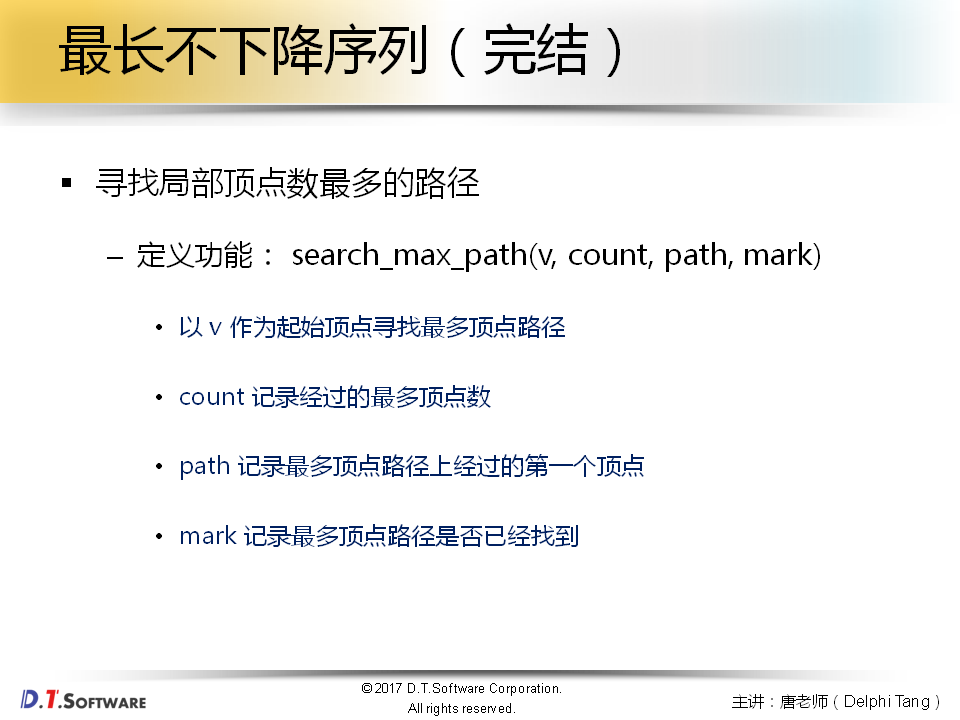 最长不下降序列（完结）
▪ 寻找局部顶点数最多的路径
– 定义功能： search_max_path(v, count, path, mark)
• 以 v 作为起始顶点寻找最多顶点路径
• count 记录经过的最多顶点数
• path 记录最多顶点路径上经过的第一个顶点
• mark 记录最多顶点路径是否已经找到
D.T.SOFTWARE
©2017 D.T.Software Corporation.
All rights reserved.
主讲：唐老师（Delphi Tang）